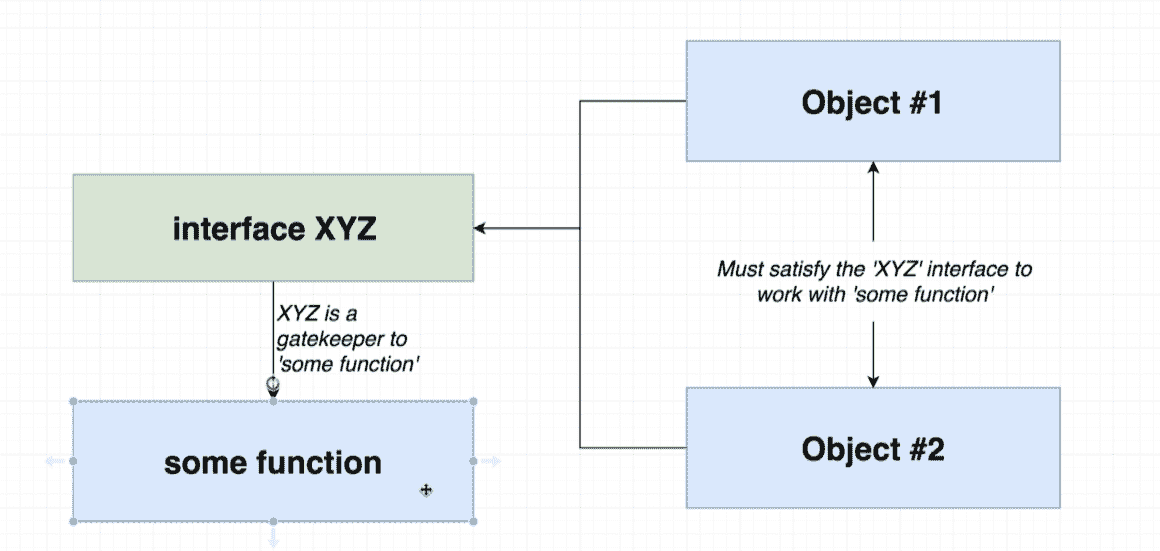 Object #1
interface XYZ
Must satisfy the 'XYZ' interface to
work with 'some function'
XYZ is a
gatekeeper to
'some function'
some function
Object #2